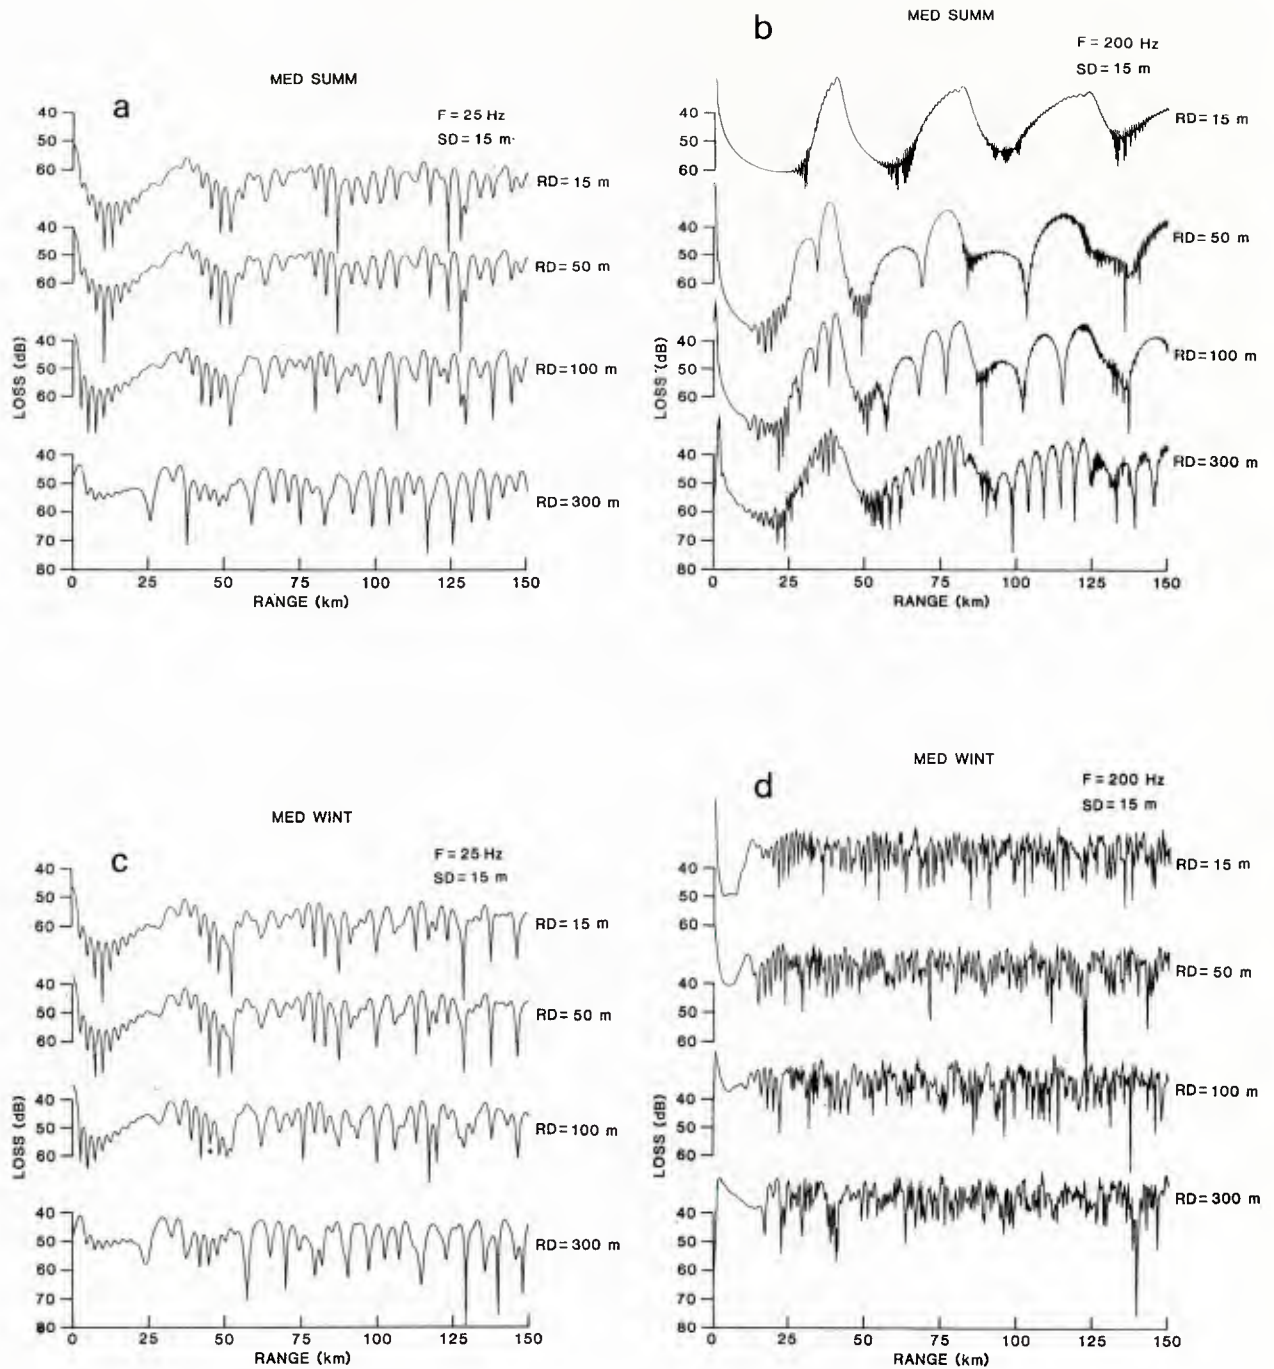 a
MED SUMM
F = 25 Hz
SD = 15 m
40
50
60
RD= 15 m
40
50
60
RD= 50 m
40
50
60
RD= 100 m
40
50
60
70
80
RD= 300 m
LOSS (dB)
0 25 50 75 100 125 150
RANGE (km)
b
MED SUMM
F = 200 Hz
SD = 15 m
40
50
60
RD= 15 m
40
50
60
RD= 50 m
40
50
60
RD= 100 m
40
50
60
70
80
RD= 300 m
LOSS (dB)
0 25 50 75 100 125 150
RANGE (km)
c
MED WINT
F = 25 Hz
SD = 15 m
40
50
60
RD= 15 m
40
50
60
RD= 50 m
40
50
60
RD= 100 m
40
50
60
70
80
RD= 300 m
LOSS (dB)
0 25 50 75 100 125 150
RANGE (km)
d
MED WINT
F = 200 Hz
SD = 15 m
40
50
60
RD= 15 m
40
50
60
RD= 50 m
40
50
60
RD= 100 m
40
50
60
70
80
RD= 300 m
LOSS (dB)
0 25 50 75 100 125 150
RANGE (km)